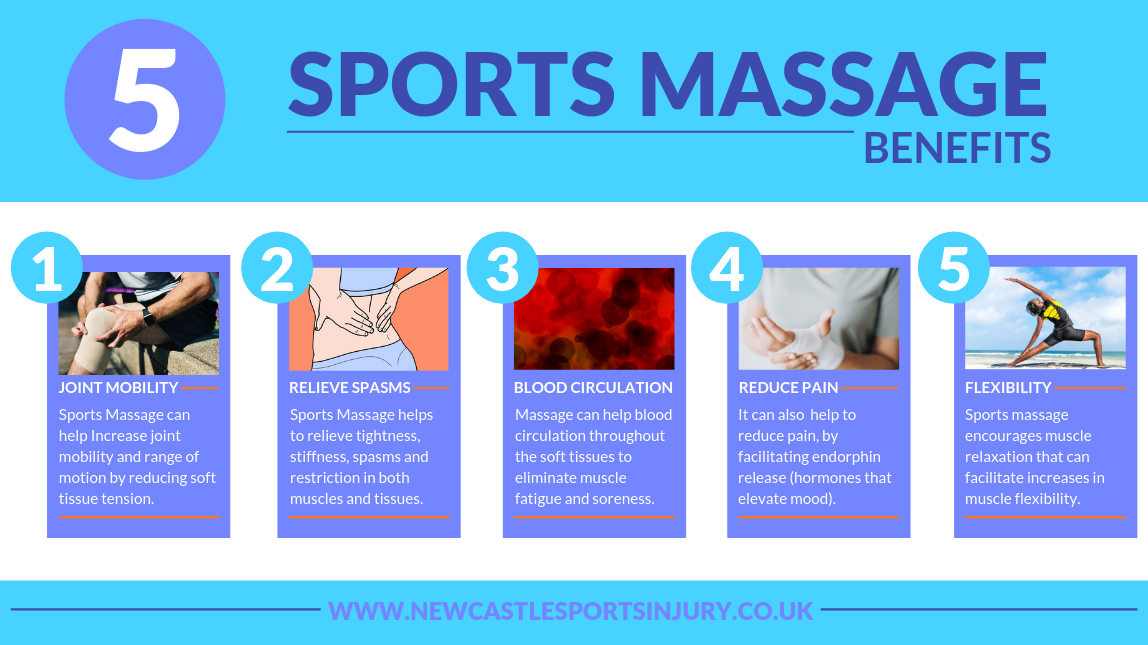 5
SPORTS MASSAGE
BENEFITS
1
JOINT MOBILITY
Sports Massage can
help Increase joint
mobility and range of
motion by reducing soft
tissue tension.
2
RELIEVE SPASMS
Sports Massage helps
to relieve tightness,
stiffness, spasms and
restriction in both
muscles and tissues.
3
BLOOD CIRCULATION
Massage can help blood
circulation throughout
the soft tissues to
eliminate muscle
fatigue and soreness.
4
REDUCE PAIN
It can also  help to
reduce pain, by
facilitating endorphin
release (hormones that
elevate mood).
5
FLEXIBILITY
Sports massage
encourages muscle
relaxation that can
facilitate increases in
muscle flexibility.
WWW.NEWCASTLESPORTSINJURY.CO.UK